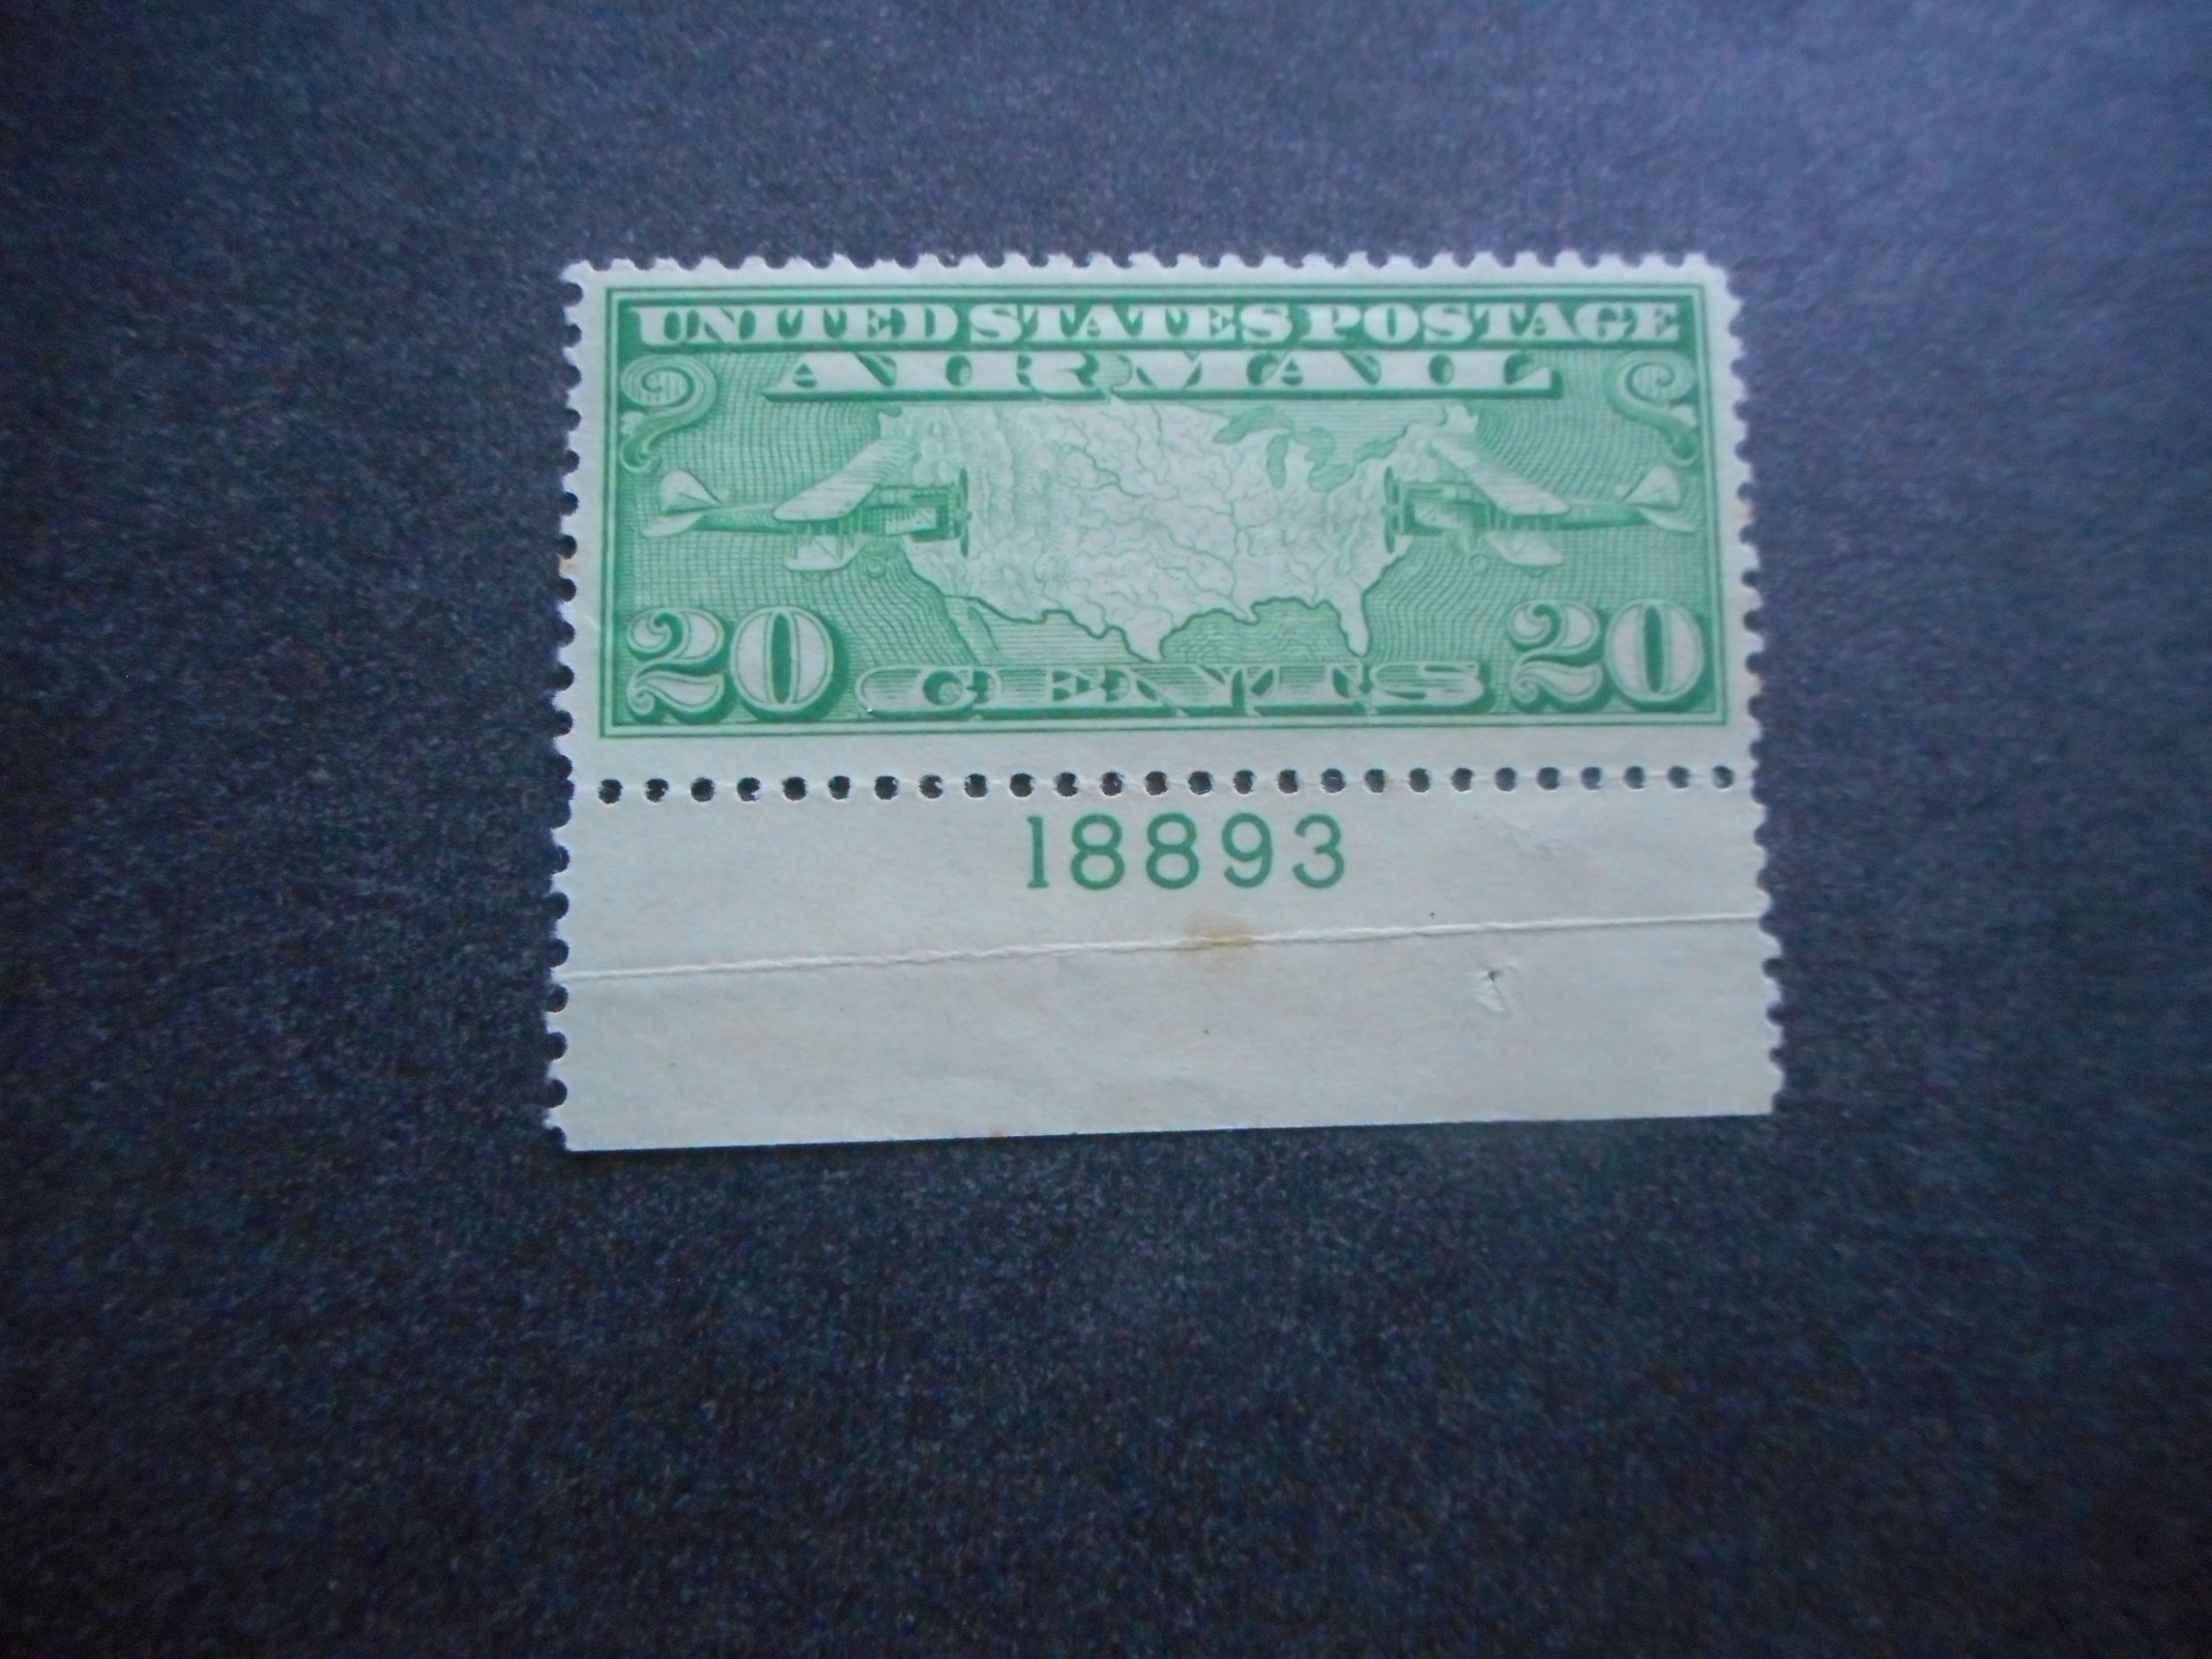 UNITED STATES POSTAGE
AIR MAIL
20 CENTS 20
18893